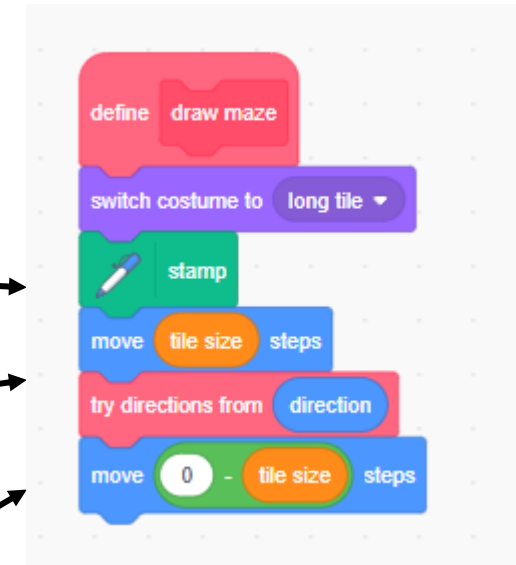 define draw maze
switch costume to long tile
stamp
move tile size steps
try directions from direction
move 0 - tile size steps